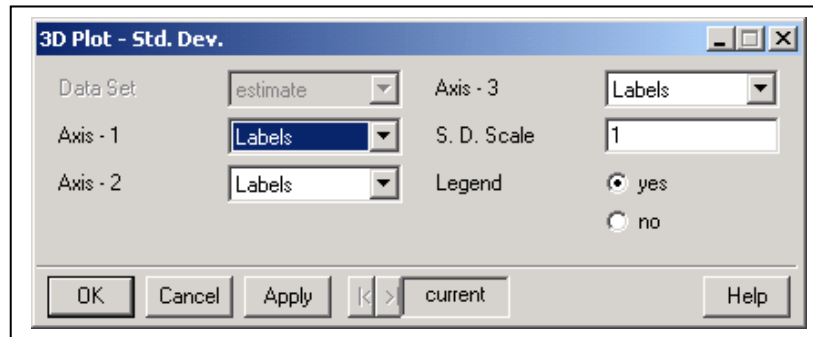 3D Plot - Std. Dev.
Data Set estimate
Axis - 1 Labels
Axis - 2 Labels
Axis - 3 Labels
S. D. Scale 1
Legend yes
no
OK Cancel Apply |< >| current Help